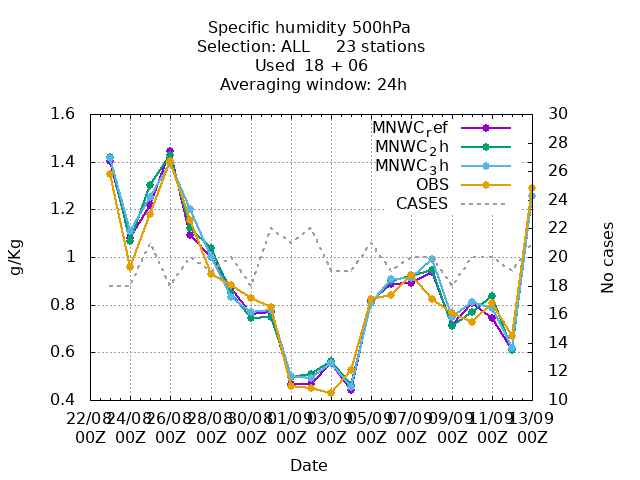 Specific humidity 500hPa
Selection: ALL 23 stations
Used 18 + 06
Averaging window: 24h
1.6
1.4
1.2
1
0.8
0.6
0.4
g/Kg
MNWCref
MNWC2h
MNWC3h
OBS
CASES
30
28
26
24
22
20
18
16
14
12
10
No cases
22/08 24/08 26/08 28/08 30/08 01/09 03/09 05/09 07/09 09/09 11/09 13/09
00Z 00Z 00Z 00Z 00Z 00Z 00Z 00Z 00Z 00Z 00Z 00Z
Date